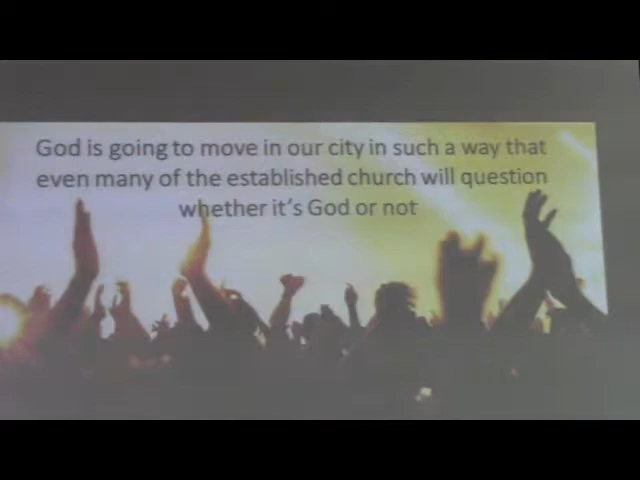 God is going to move in our city in such a way that
even many of the established church will question
whether it's God or not